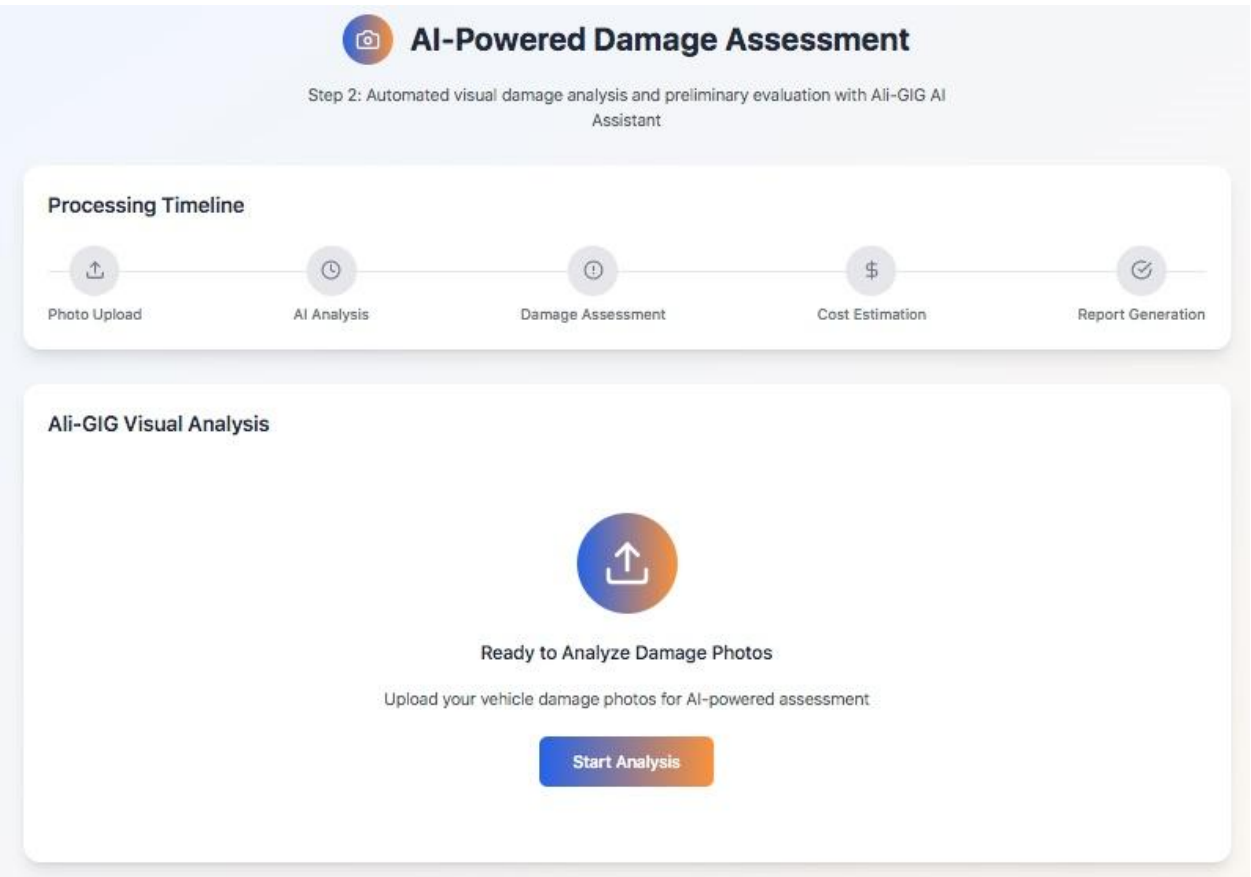 AI-Powered Damage Assessment
Step 2: Automated visual damage analysis and preliminary evaluation with Ali-GIG AI
Assistant
Processing Timeline
Photo Upload
AI Analysis
Damage Assessment
Cost Estimation
Report Generation
Ali-GIG Visual Analysis
Ready to Analyze Damage Photos
Upload your vehicle damage photos for AI-powered assessment
Start Analysis